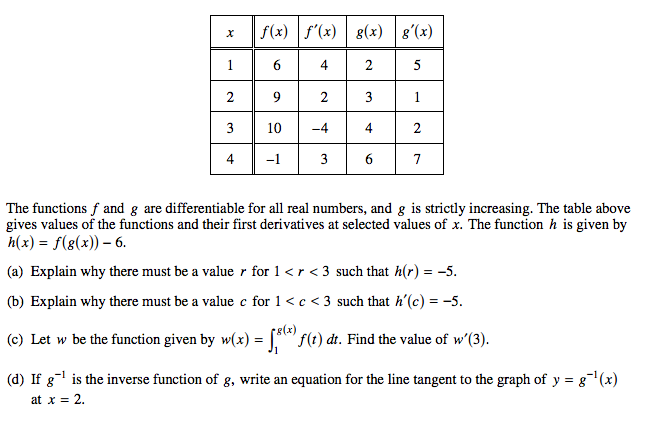 x f(x) f′(x) g(x) g′(x)
1 6 4 2 5
2 9 2 3 1
3 10 −4 4 2
4 −1 3 6 7
The functions f and g are differentiable for all real numbers, and g is strictly increasing. The table above
gives values of the functions and their first derivatives at selected values of x. The function h is given by
h(x) = f(g(x)) − 6.
(a) Explain why there must be a value r for 1 < r < 3 such that h(r) = −5.
(b) Explain why there must be a value c for 1 < c < 3 such that h′(c) = −5.
(c) Let w be the function given by w(x) = ∫₁^g(x) f(t) dt. Find the value of w′(3).
(d) If g⁻¹ is the inverse function of g, write an equation for the line tangent to the graph of y = g⁻¹(x)
at x = 2.